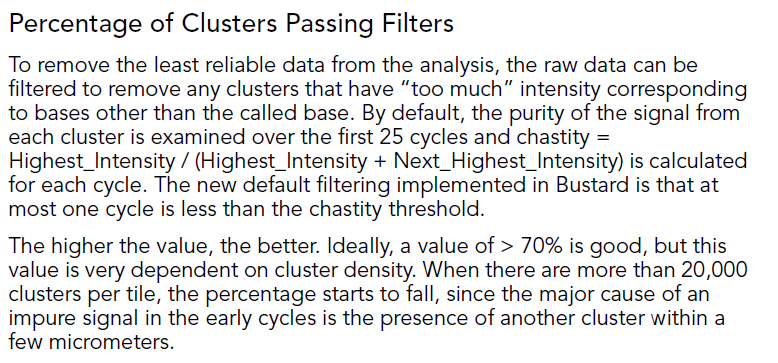 Percentage of Clusters Passing Filters
To remove the least reliable data from the analysis, the raw data can be
filtered to remove any clusters that have “too much” intensity corresponding
to bases other than the called base. By default, the purity of the signal from
each cluster is examined over the first 25 cycles and chastity =
Highest_Intensity / (Highest_Intensity + Next_Highest_Intensity) is calculated
for each cycle. The new default filtering implemented in Bustard is that at
most one cycle is less than the chastity threshold.
The higher the value, the better. Ideally, a value of > 70% is good, but this
value is very dependent on cluster density. When there are more than 20,000
clusters per tile, the percentage starts to fall, since the major cause of an
impure signal in the early cycles is the presence of another cluster within a
few micrometers.